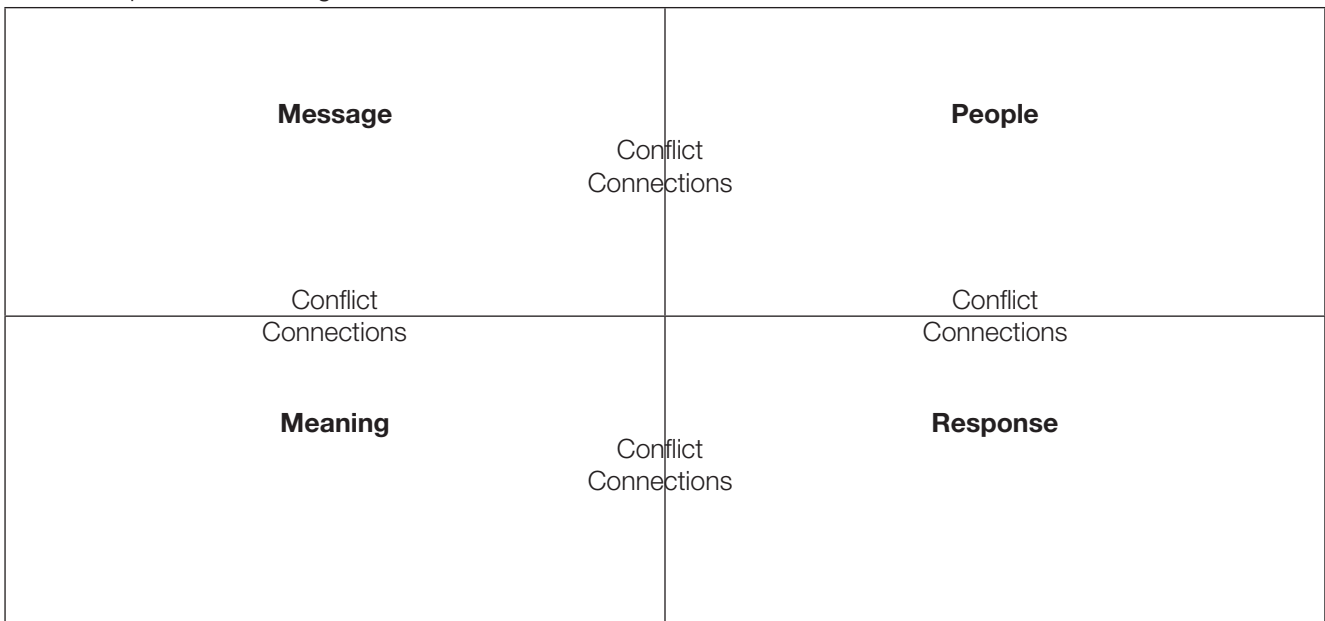 Message
People
Conflict
Connections
Conflict
Conflict
Connections
Connections
Meaning
Response
Conflict
Connections